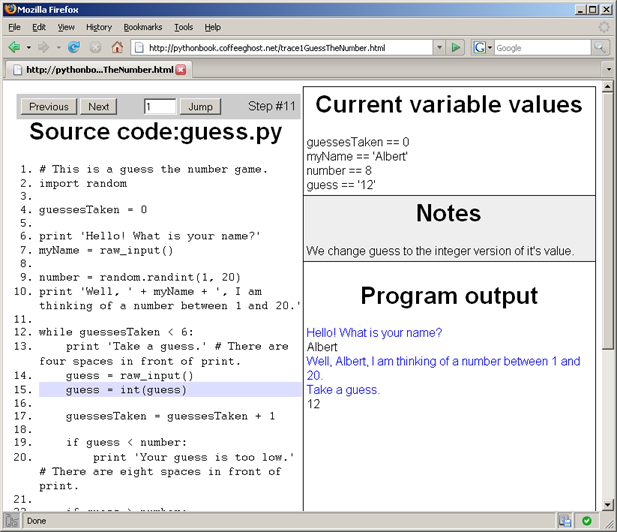 Mozilla Firefox
File Edit View History Bookmarks Tools Help
http://pythonbook.coffeeghost.net/trace1GuessTheNumber.html
G Google
http://pythonbo...TheNumber.html
Previous Next 1 Jump Step #11
Source code:guess.py
1. # This is a guess the number game.
2. import random
3.
4. guessesTaken = 0
5.
6. print 'Hello! What is your name?'
7. myName = raw_input()
8.
9. number = random.randint(1, 20)
10. print 'Well, ' + myName + ', I am
thinking of a number between 1 and 20.'
11.
12. while guessesTaken < 6:
13. print 'Take a guess.' # There are
four spaces in front of print.
14. guess = raw_input()
15. guess = int(guess)
16.
17. guessesTaken = guessesTaken + 1
18.
19. if guess < number:
20. print 'Your guess is too low.'
# There are eight spaces in front of
print.
21.
Current variable values
guessesTaken == 0
myName == 'Albert'
number == 8
guess == '12'
Notes
We change guess to the integer version of it's value.
Program output
Hello! What is your name?
Albert
Well, Albert, I am thinking of a number between 1 and
20.
Take a guess.
12
Done